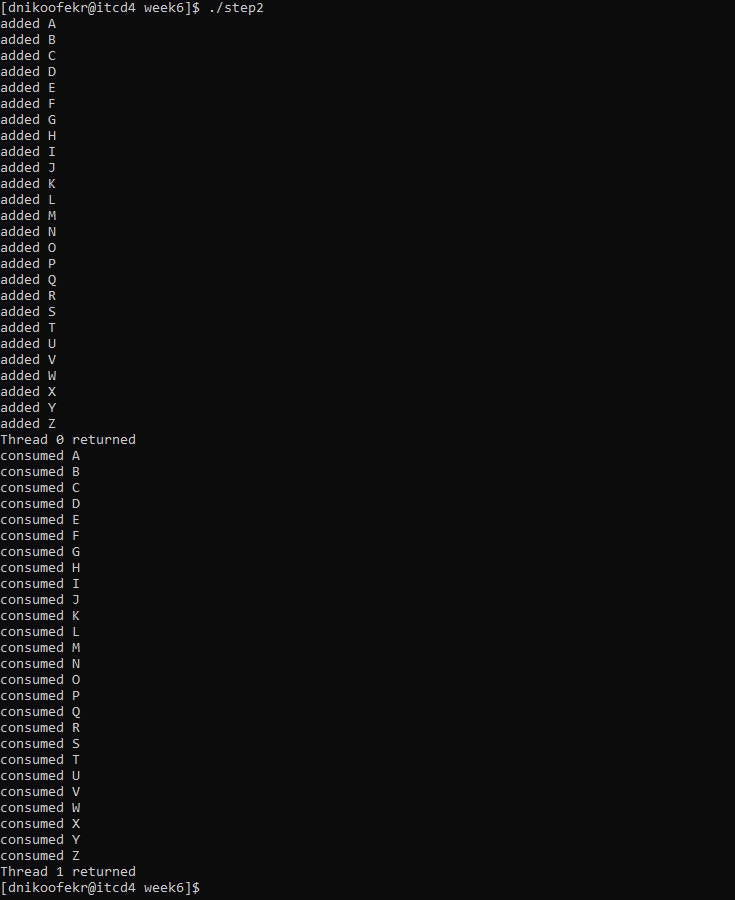 [dnikoofekr@itcd4 week6]$ ./step2
added A
added B
added C
added D
added E
added F
added G
added H
added I
added J
added K
added L
added M
added N
added O
added P
added Q
added R
added S
added T
added U
added V
added W
added X
added Y
added Z
Thread 0 returned
consumed A
consumed B
consumed C
consumed D
consumed E
consumed F
consumed G
consumed H
consumed I
consumed J
consumed K
consumed L
consumed M
consumed N
consumed O
consumed P
consumed Q
consumed R
consumed S
consumed T
consumed U
consumed V
consumed W
consumed X
consumed Y
consumed Z
Thread 1 returned
[dnikoofekr@itcd4 week6]$